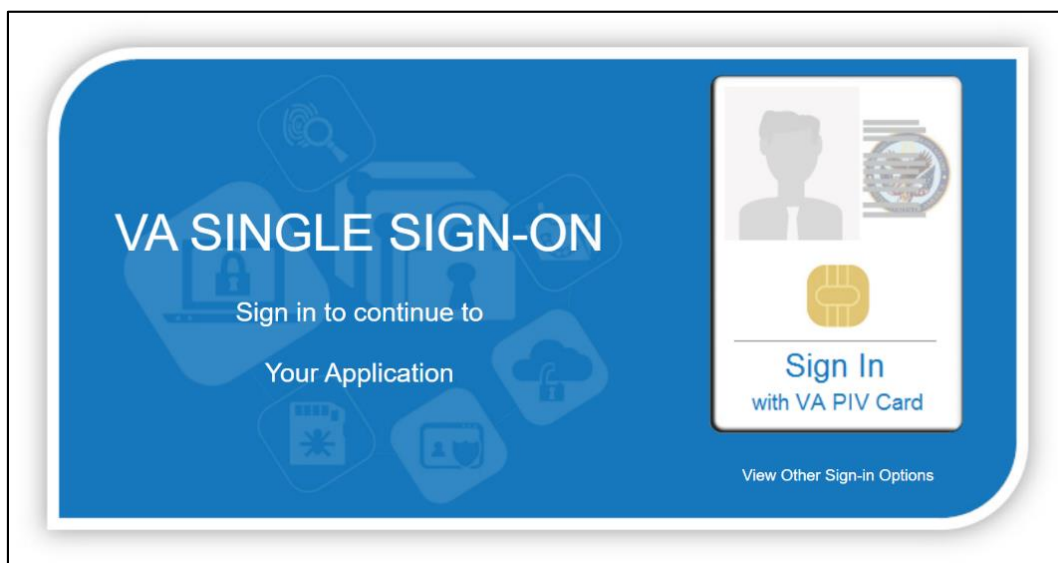 VA SINGLE SIGN-ON
Sign in to continue to
Your Application
Sign In
with VA PIV Card
View Other Sign-in Options